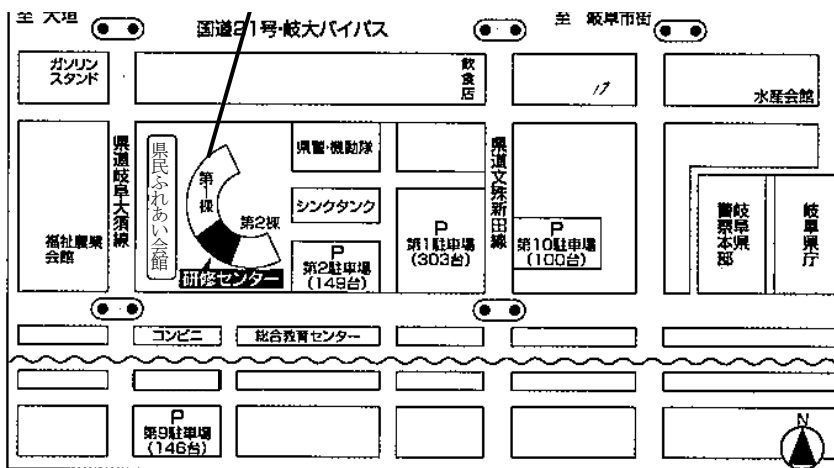 至 大垣
国道21号・岐大バイパス
至 岐阜市街
ガソリン
スタンド
飲食店
水産会館
県道岐阜大須線
県民ふれあい会館
第1棟
第2棟
研修センター
県警・機動隊
シンクタンク
P
第2駐車場
(149台)
P
第1駐車場
(303台)
県道文殊新田線
P
第10駐車場
(100台)
岐阜県
警察本部
岐阜県庁
福祉農業
会館
コンビニ
総合教育センター
P
第9駐車場
(146台)
N